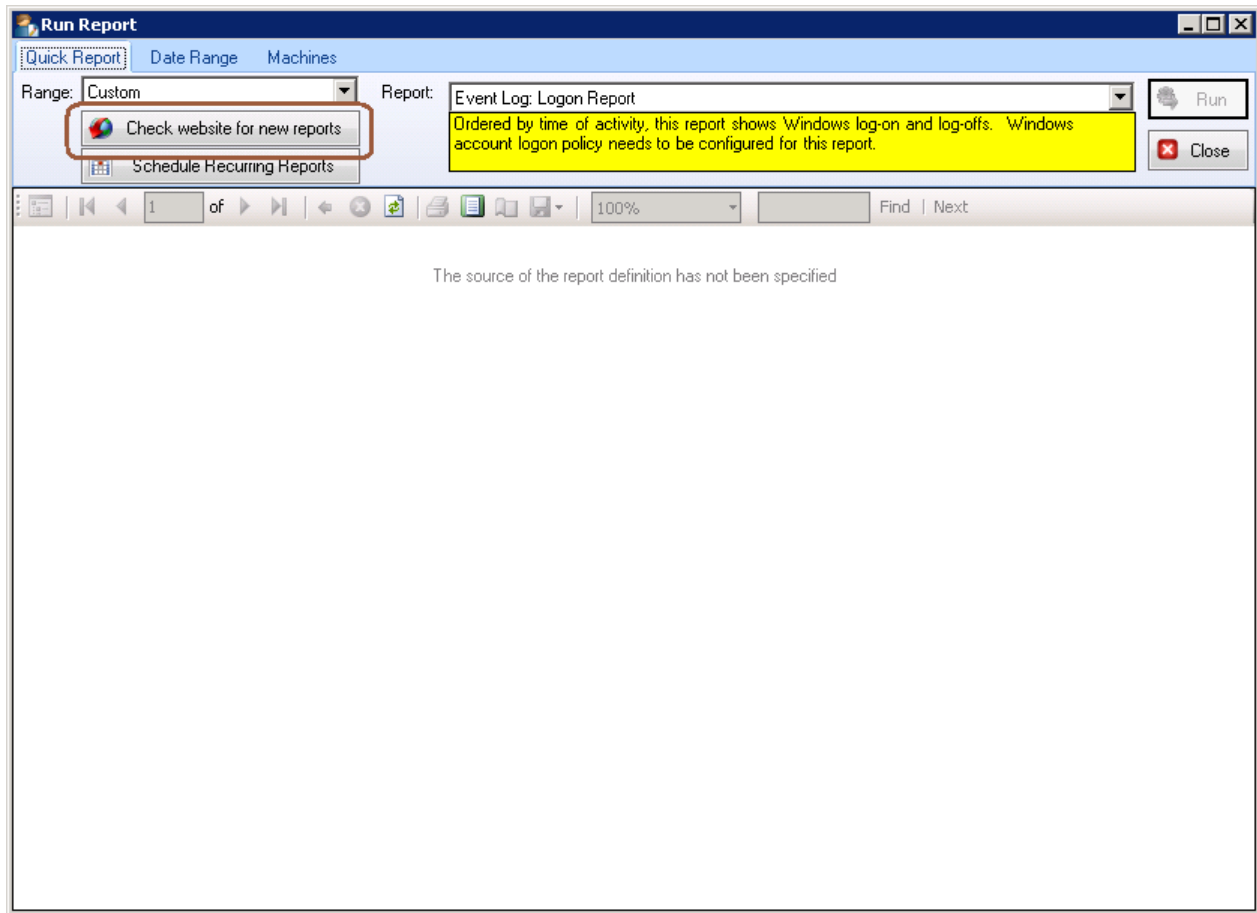 Run Report
Quick Report Date Range Machines
Range: Custom Report: Event Log: Logon Report Run
Check website for new reports
Ordered by time of activity, this report shows Windows log-on and log-offs. Windows
account logon policy needs to be configured for this report.
Close
Schedule Recurring Reports
1 of 100% Find | Next
The source of the report definition has not been specified